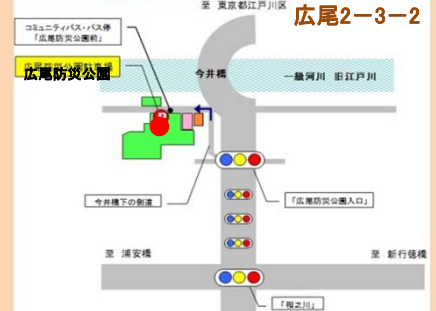 至 東京都江戸川区
広尾2-3-2
コミュニティバス・バス停
「広尾防災公園前」
今井橋
一級河川 旧江戸川
広尾防災公園
今井橋下の側道
「広尾防災公園入口」
至 浦安橋
至 新行徳橋
「相之川」